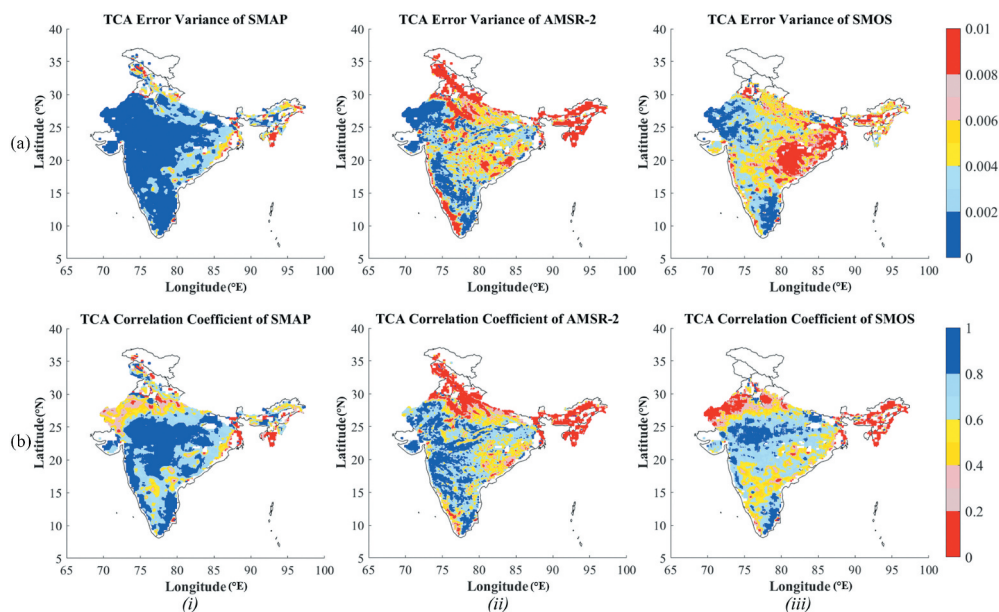 TCA Error Variance of SMAP
TCA Error Variance of AMSR-2
TCA Error Variance of SMOS
(a)
Latitude (°N)
40
35
30
25
20
15
10
5
65 70 75 80 85 90 95 100
Longitude (°E)
Latitude (°N)
40
35
30
25
20
15
10
5
65 70 75 80 85 90 95 100
Longitude (°E)
Latitude (°N)
40
35
30
25
20
15
10
5
65 70 75 80 85 90 95 100
Longitude (°E)
0.01
0.008
0.006
0.004
0.002
0
TCA Correlation Coefficient of SMAP
TCA Correlation Coefficient of AMSR-2
TCA Correlation Coefficient of SMOS
(b)
Latitude (°N)
40
35
30
25
20
15
10
5
65 70 75 80 85 90 95 100
Longitude (°E)
Latitude (°N)
40
35
30
25
20
15
10
5
65 70 75 80 85 90 95 100
Longitude (°E)
Latitude (°N)
40
35
30
25
20
15
10
5
65 70 75 80 85 90 95 100
Longitude (°E)
1
0.8
0.6
0.4
0.2
0
(i)
(ii)
(iii)